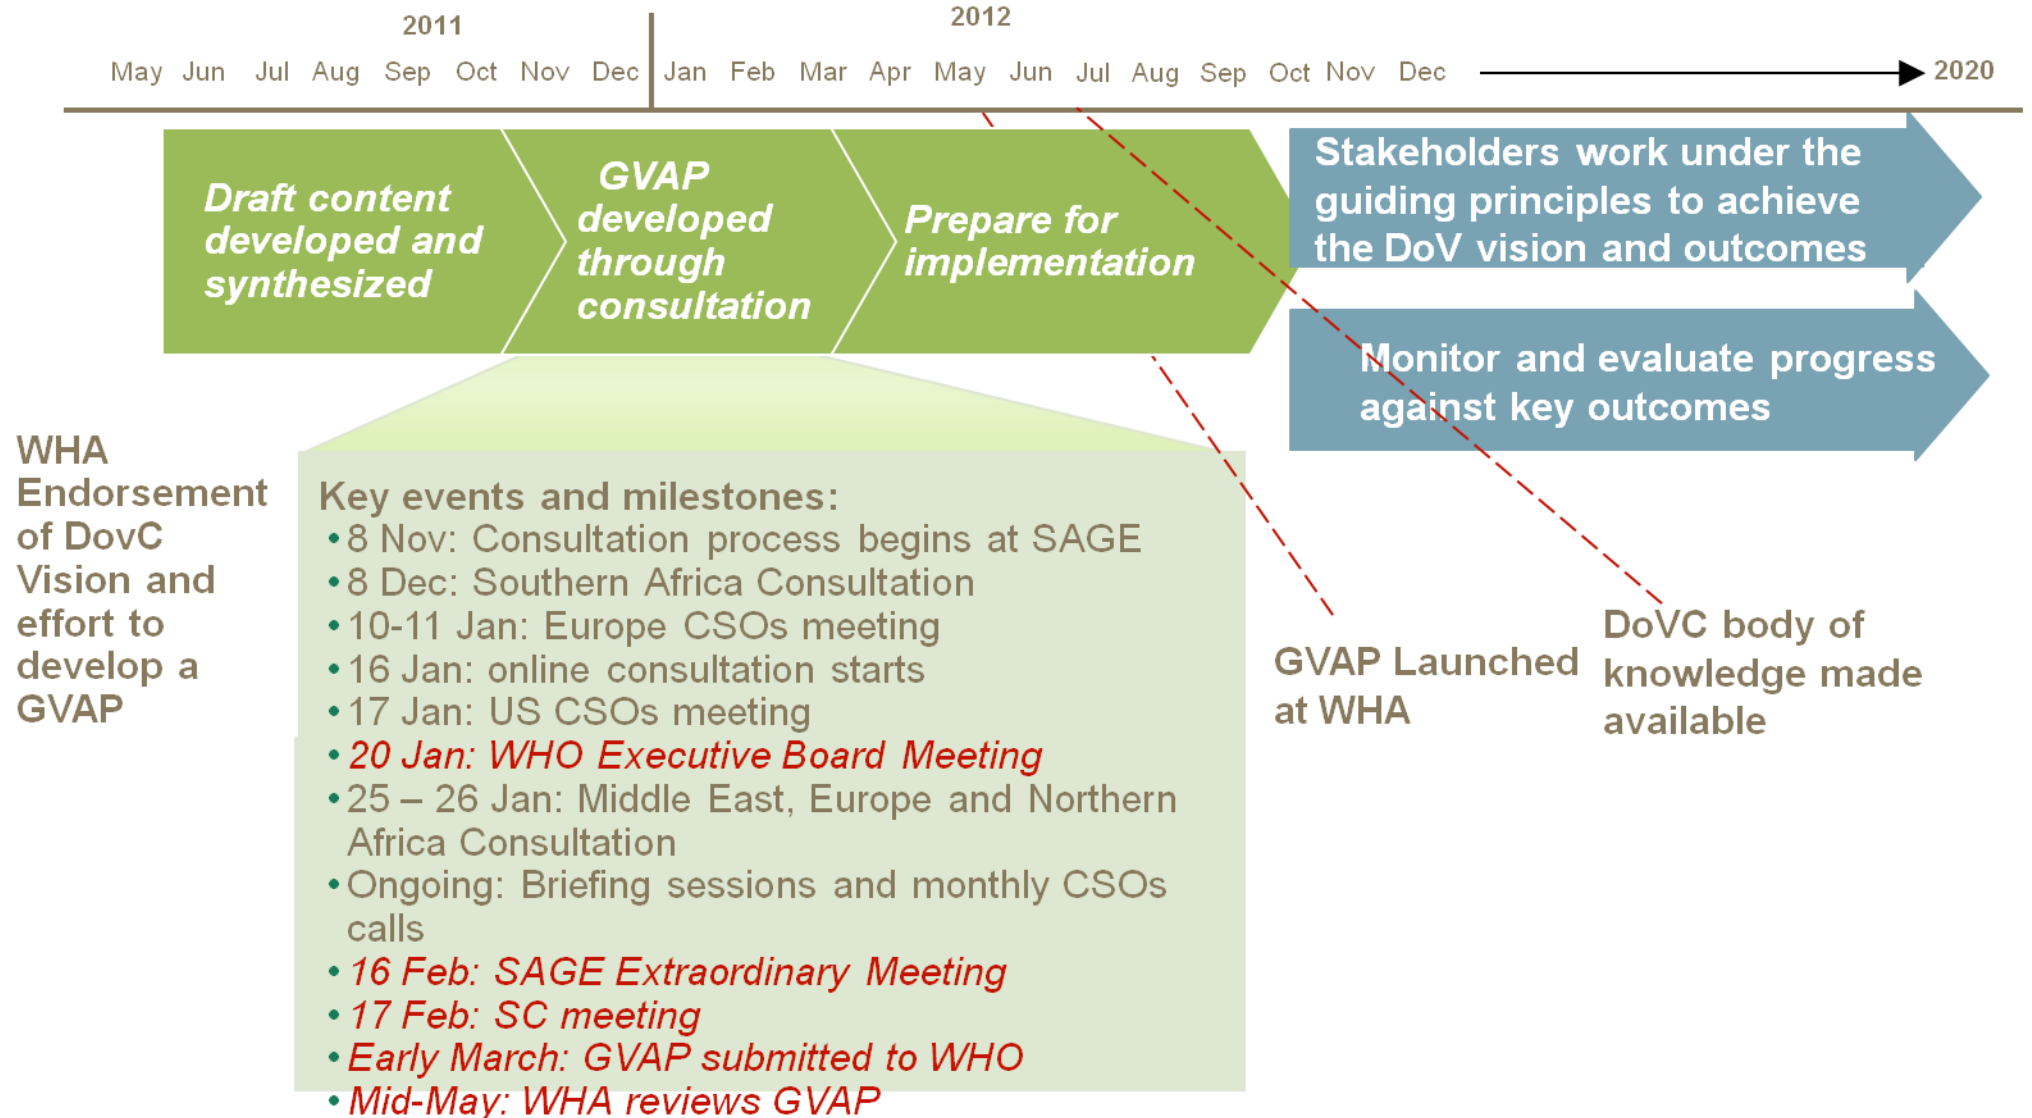 2011
2012
May Jun Jul Aug Sep Oct Nov Dec Jan Feb Mar Apr May Jun Jul Aug Sep Oct Nov Dec
2020
Draft content
developed and
synthesized
GVAP
developed
through
consultation
Prepare for
implementation
Stakeholders work under the
guiding principles to achieve
the DoV vision and outcomes
Monitor and evaluate progress
against key outcomes
WHA
Endorsement
of DovC
Vision and
effort to
develop a
GVAP
Key events and milestones:
•8 Nov: Consultation process begins at SAGE
•8 Dec: Southern Africa Consultation
•10-11 Jan: Europe CSOs meeting
•16 Jan: online consultation starts
•17 Jan: US CSOs meeting
•20 Jan: WHO Executive Board Meeting
•25 – 26 Jan: Middle East, Europe and Northern
Africa Consultation
•Ongoing: Briefing sessions and monthly CSOs
calls
•16 Feb: SAGE Extraordinary Meeting
•17 Feb: SC meeting
•Early March: GVAP submitted to WHO
•Mid-May: WHA reviews GVAP
GVAP Launched
at WHA
DoVC body of
knowledge made
available